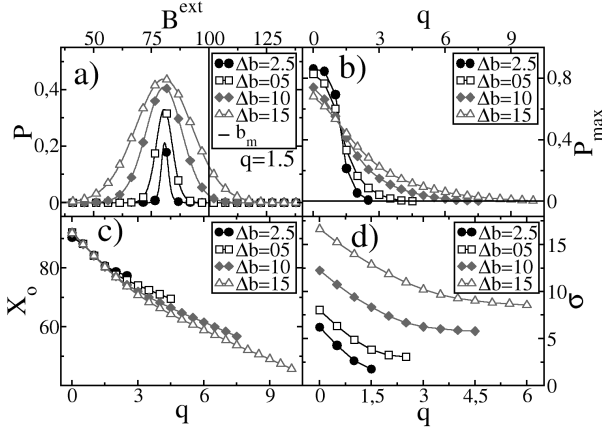 B^ext
q
50 75 100 125
0 3 6 9
a)
Δb=2.5
Δb=05
Δb=10
Δb=15
b_m
q=1.5
b)
Δb=2.5
Δb=05
Δb=10
Δb=15
P
0,4
0,2
0
P_max
0,8
0,4
0
c)
Δb=2.5
Δb=05
Δb=10
Δb=15
d)
Δb=2.5
Δb=05
Δb=10
Δb=15
X_o
80
60
σ
15
10
5
0
0 3 6 9
0 1,5 3 4,5 6
q
q